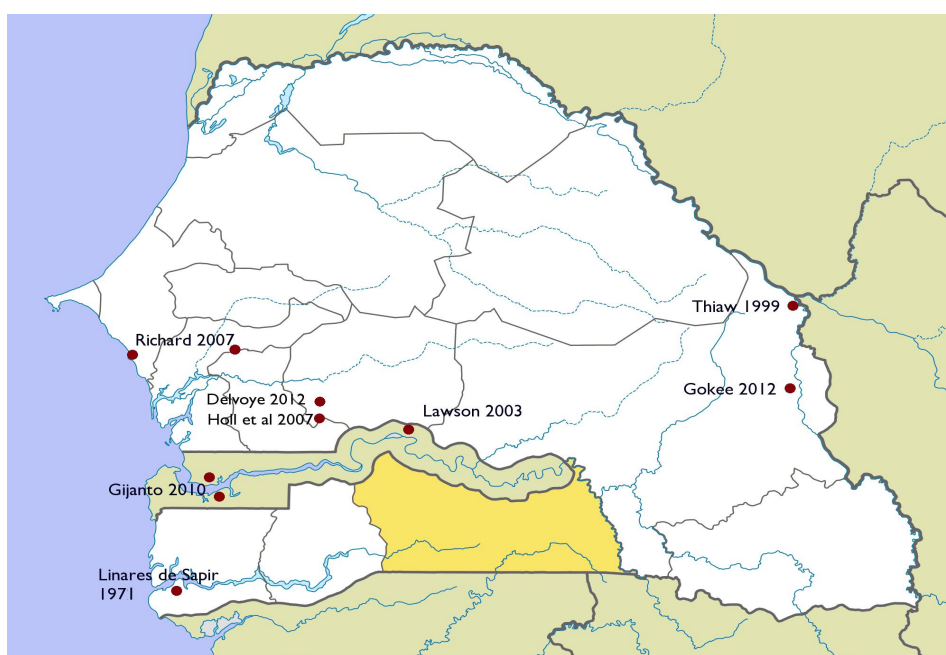 Thiaw 1999
Richard 2007
Gokee 2012
Delvoye 2012
Holl et al 2007
Lawson 2003
Gijanto 2010
Linares de Sapir
1971